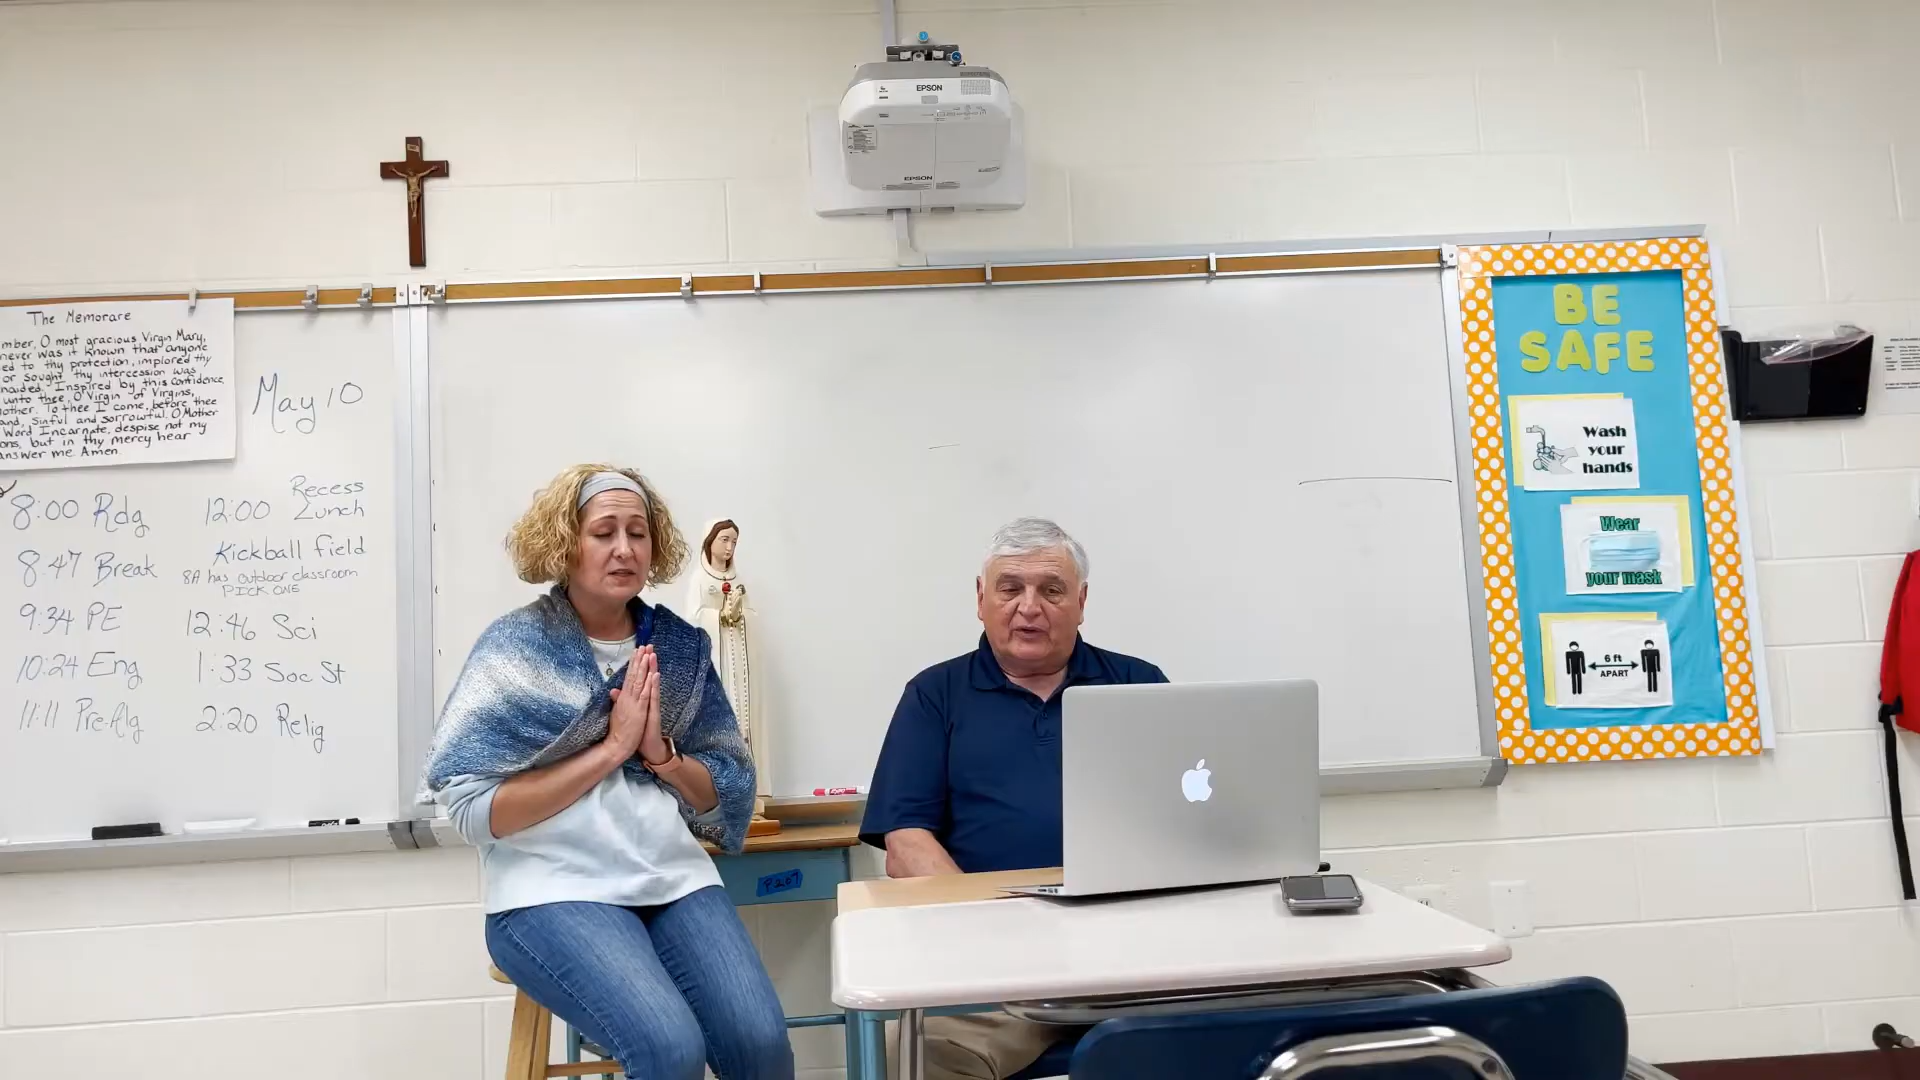 EPSON
EPSON
The Memorare
mber, O most gracious Virgin Mary,
never was it known that anyone
ed to thy protection, implored thy
or sought thy intercession was
naided. Inspired by this confidence,
unto thee, O Virgin of Virgins,
other. To thee I come, before thee
and, sinful and sorrowful. O Mother
Word Incarnate, despise not my
ons, but in thy mercy hear
answer me. Amen.
May 10
8:00 Rdg
8:47 Break
9:34 PE
10:24 Eng
11:11 Pre-Alg
12:00 Recess
Lunch
Kickball field
8A has outdoor classroom
PICK ONE
12:46 Sci
1:33 Soc St
2:20 Relig
BE
SAFE
Wash
your
hands
Wear
your mask
6 ft
APART